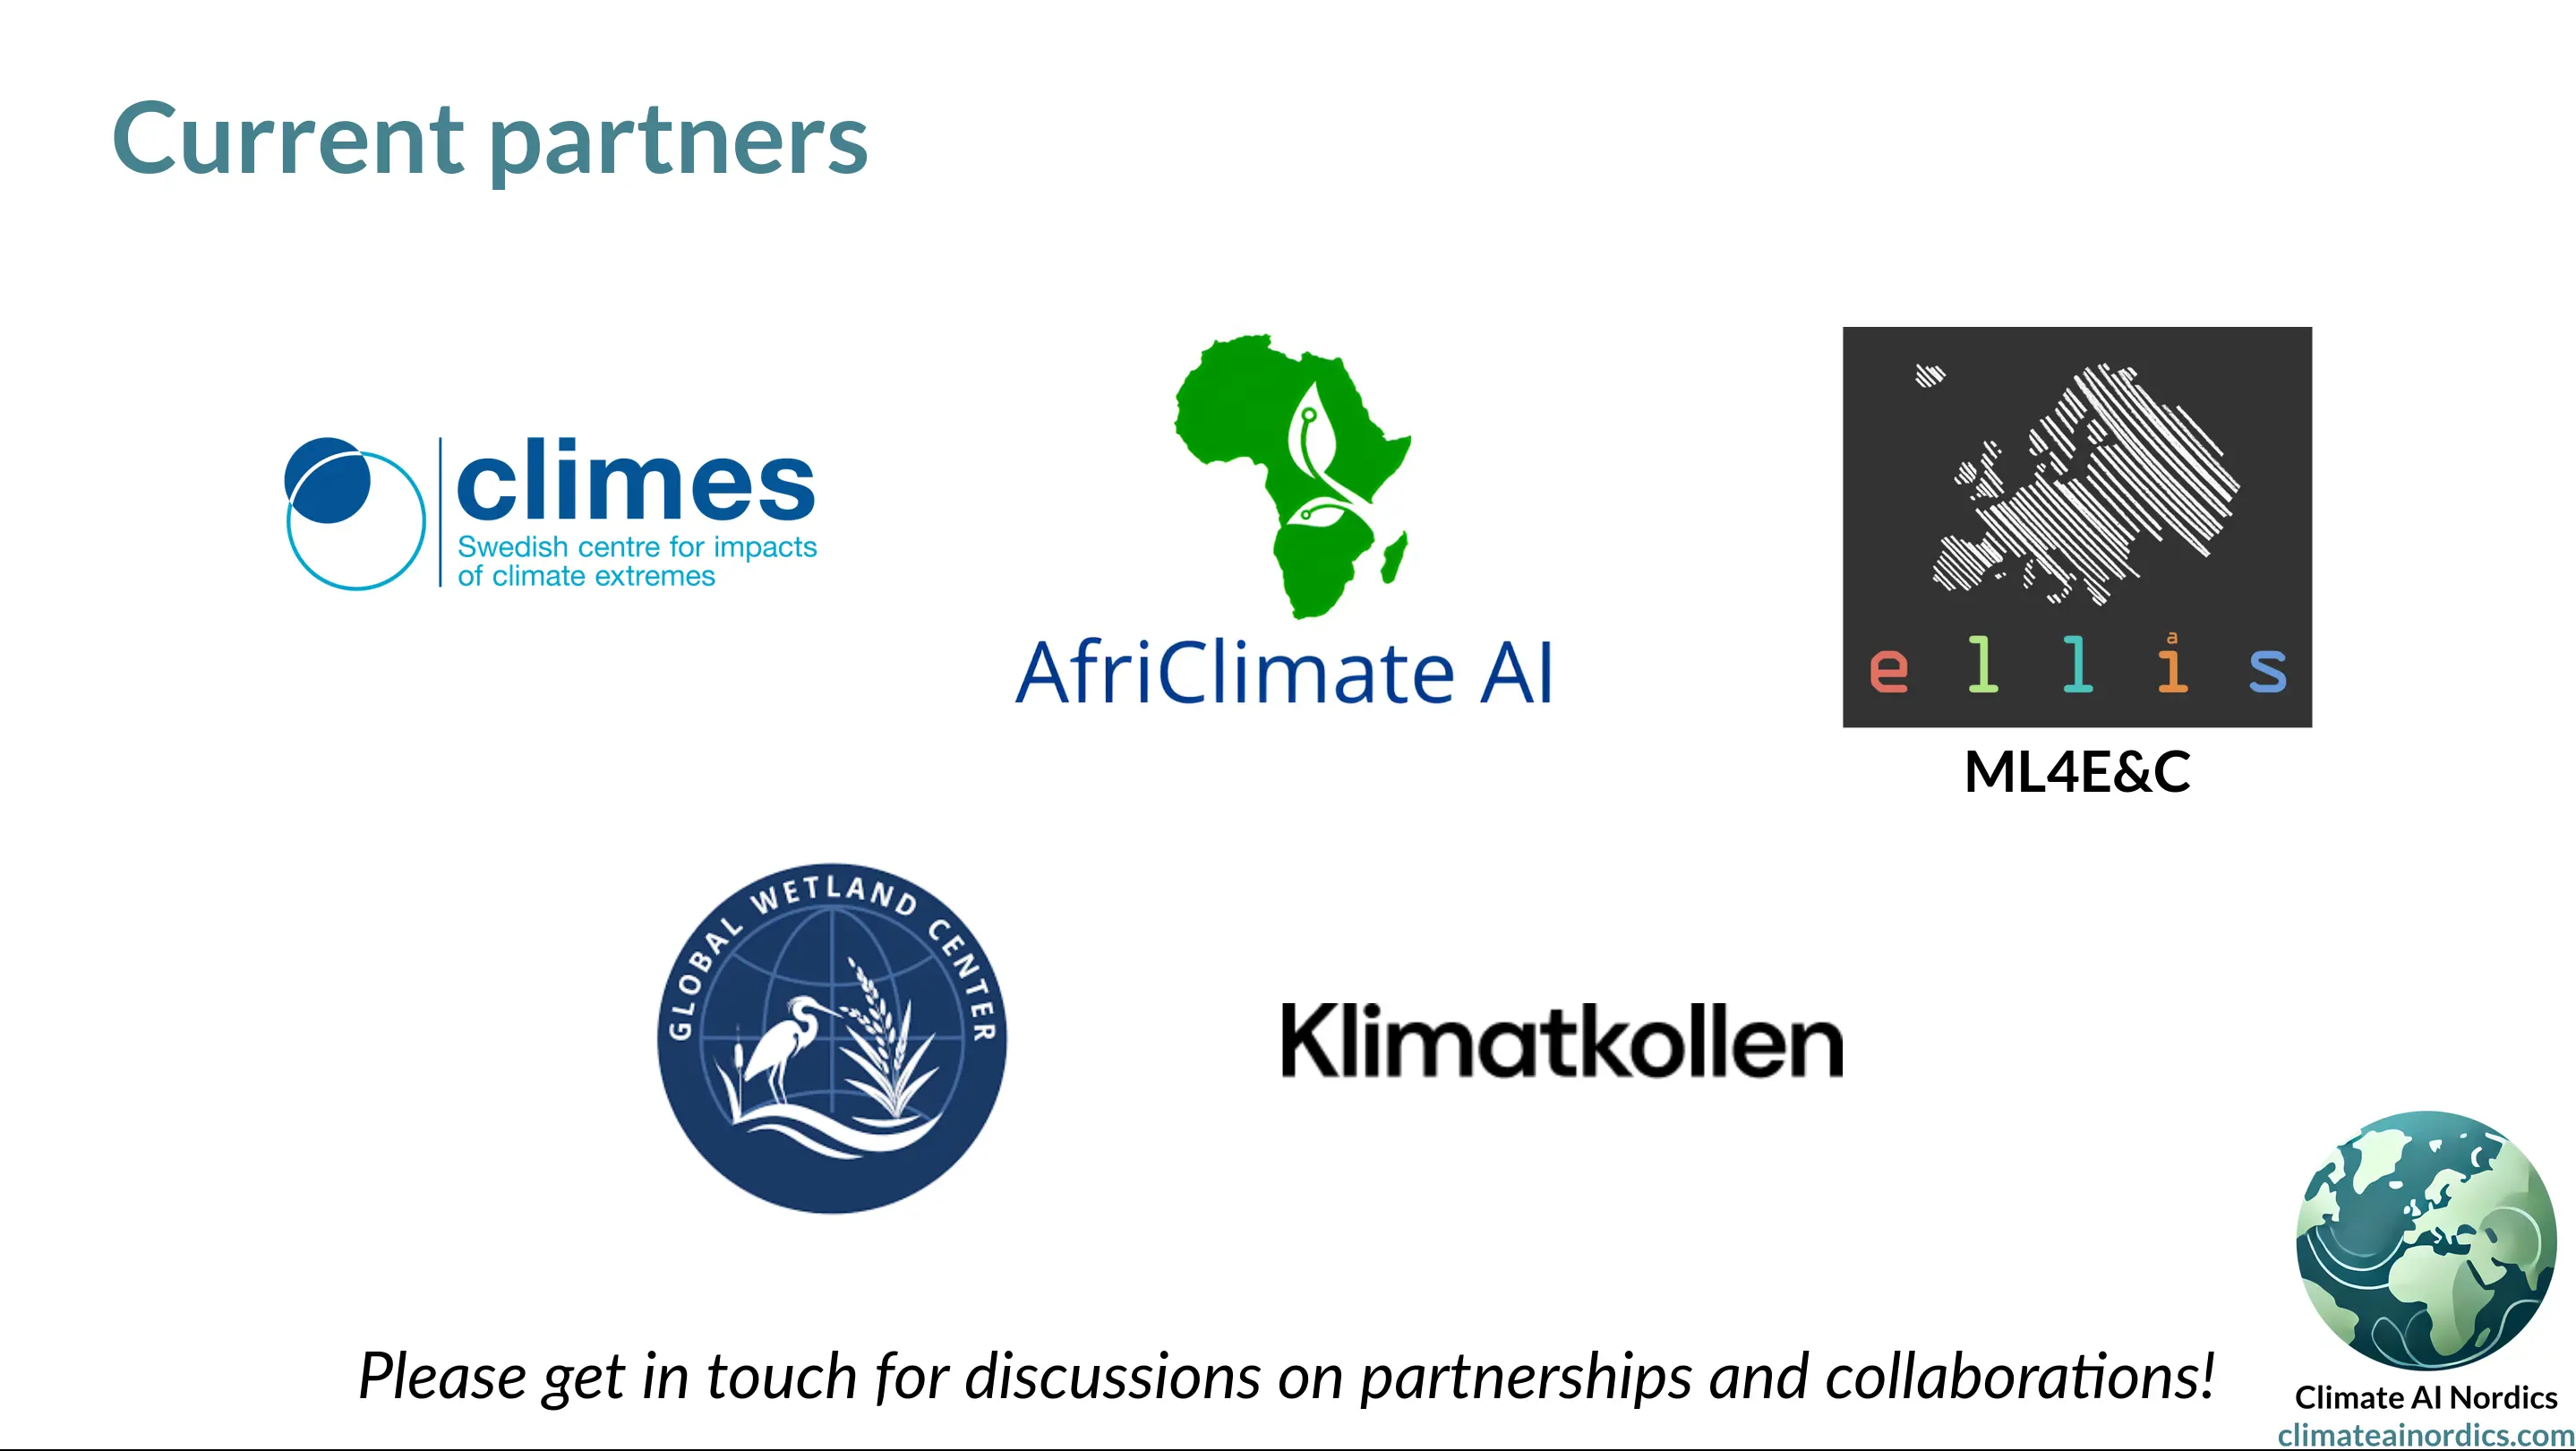 Current partners
climes
Swedish centre for impacts
of climate extremes
AfriClimate AI
a
e l l i s
ML4E&C
GLOBAL WETLAND CENTER
Klimatkollen
Please get in touch for discussions on partnerships and collaborations!
Climate AI Nordics
climateainordics.com